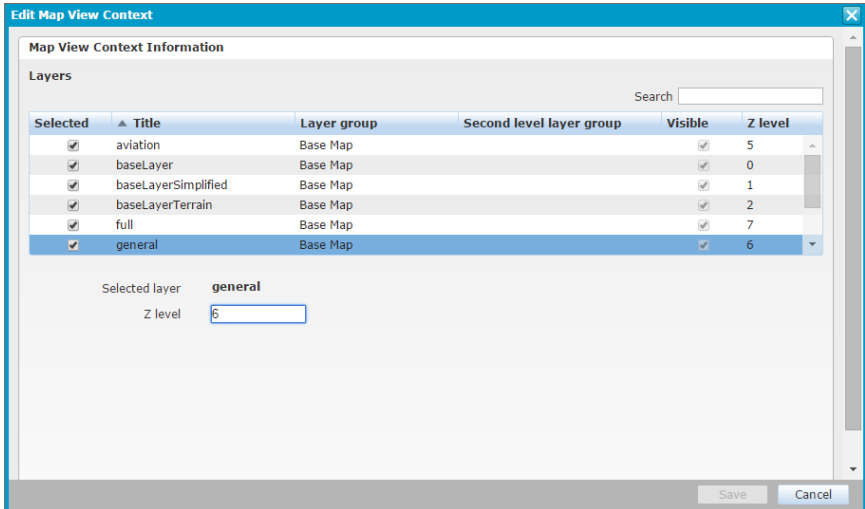 Edit Map View Context
Map View Context Information
Layers
Search
Selected Title Layer group Second level layer group Visible Z level
aviation Base Map 5
baseLayer Base Map 0
baseLayerSimplified Base Map 1
baseLayerTerrain Base Map 2
full Base Map 7
general Base Map 6
Selected layer general
Z level 6
Save Cancel